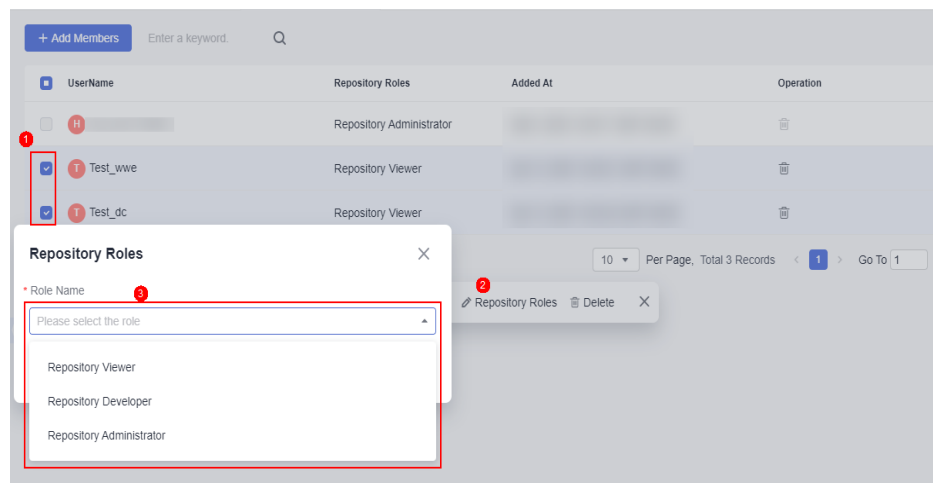 + Add Members Enter a keyword.
UserName Repository Roles Added At Operation
H Repository Administrator
1
T Test_wwe Repository Viewer
T Test_dc Repository Viewer
Repository Roles
10 Per Page, Total 3 Records < 1 > Go To 1
* Role Name
3
2
Repository Roles Delete
Please select the role
Repository Viewer
Repository Developer
Repository Administrator